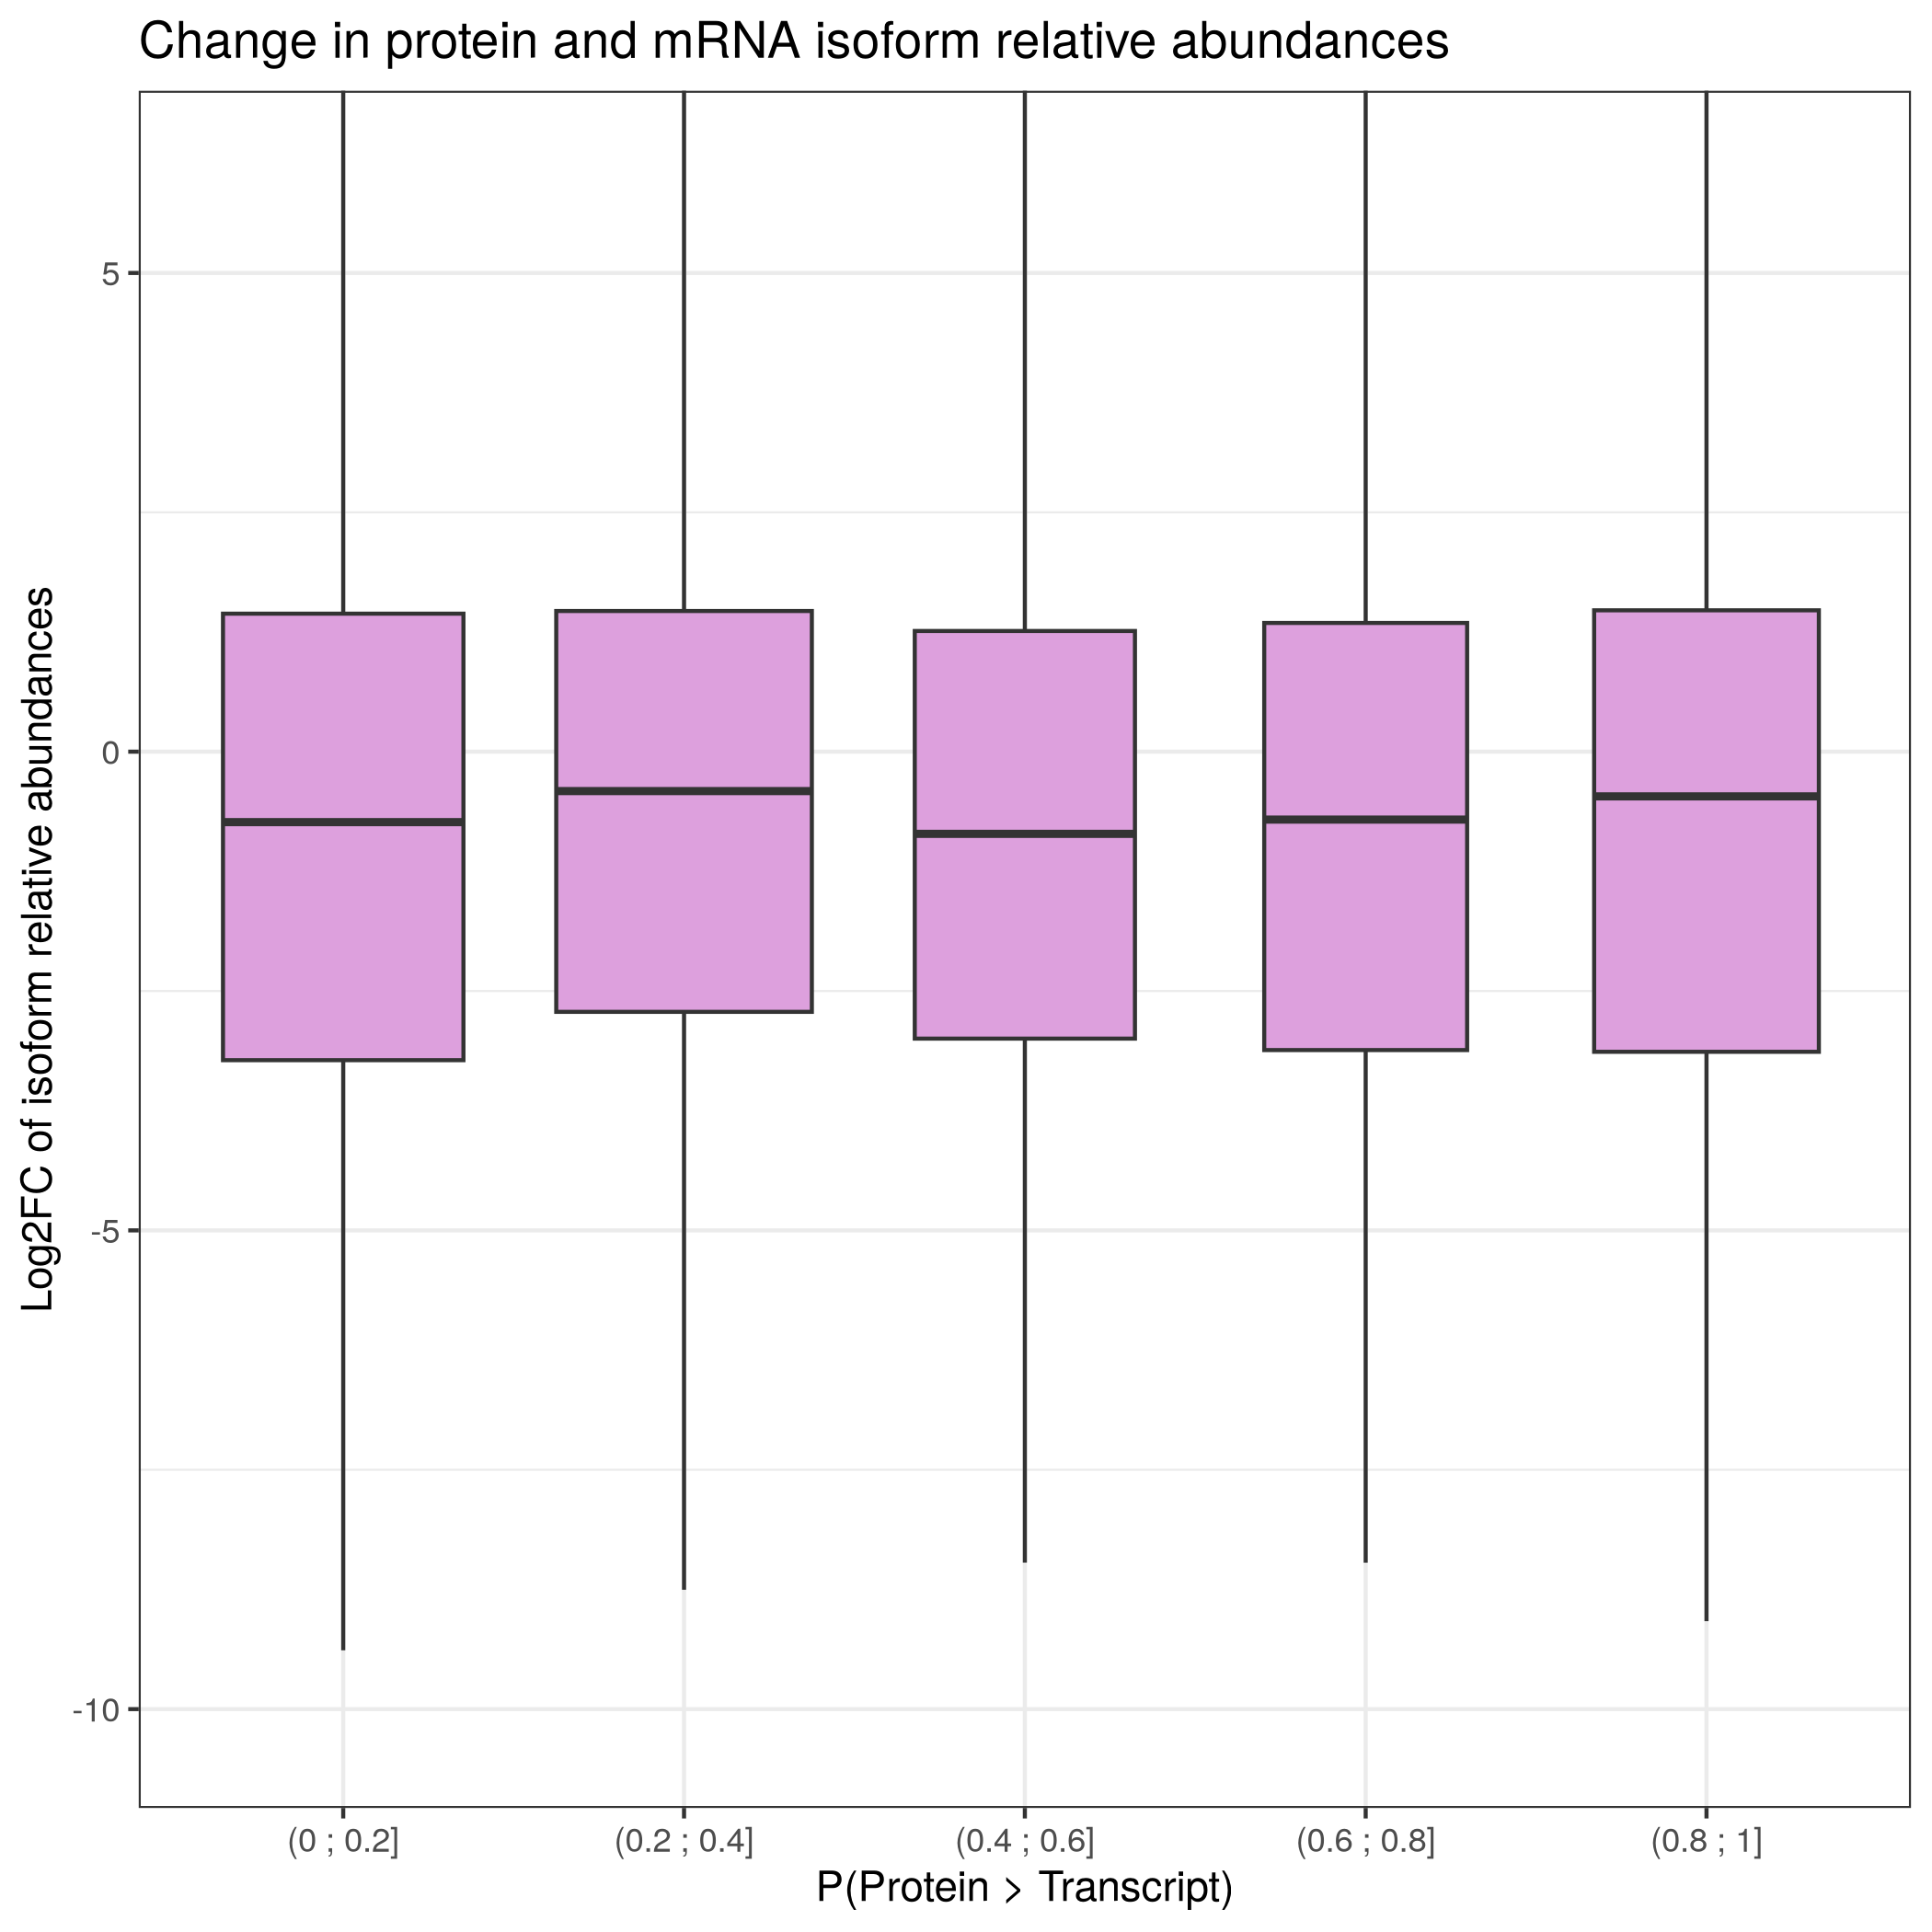 Change in protein and mRNA isoform relative abundances
Log2FC of isoform relative abundances
5
0
-5
-10
(0 ; 0.2]
(0.2 ; 0.4]
(0.4 ; 0.6]
(0.6 ; 0.8]
(0.8 ; 1]
P(Protein > Transcript)